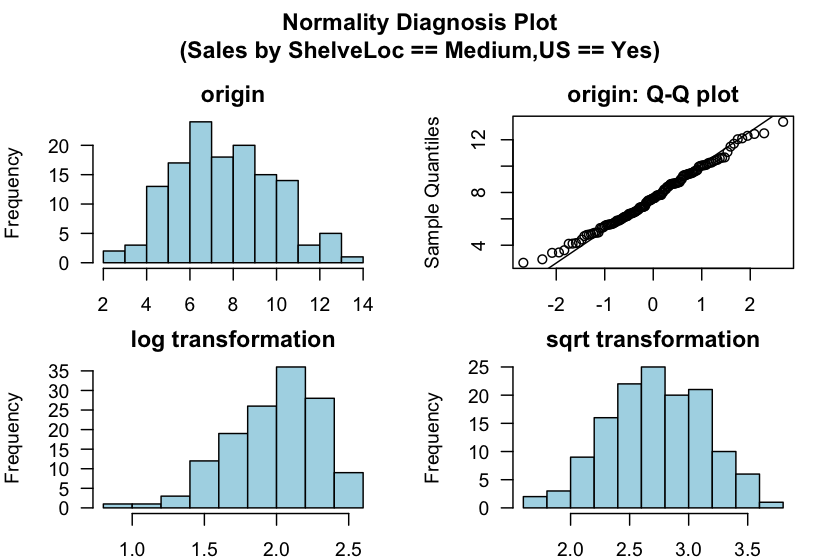 Normality Diagnosis Plot
(Sales by ShelveLoc == Medium,US == Yes)
origin
Frequency
20
15
10
5
0
2 4 6 8 10 12 14
origin: Q-Q plot
Sample Quantiles
12
8
4
-2 -1 0 1 2
log transformation
Frequency
35
30
25
20
15
10
5
0
1.0 1.5 2.0 2.5
sqrt transformation
Frequency
25
20
15
10
5
0
2.0 2.5 3.0 3.5